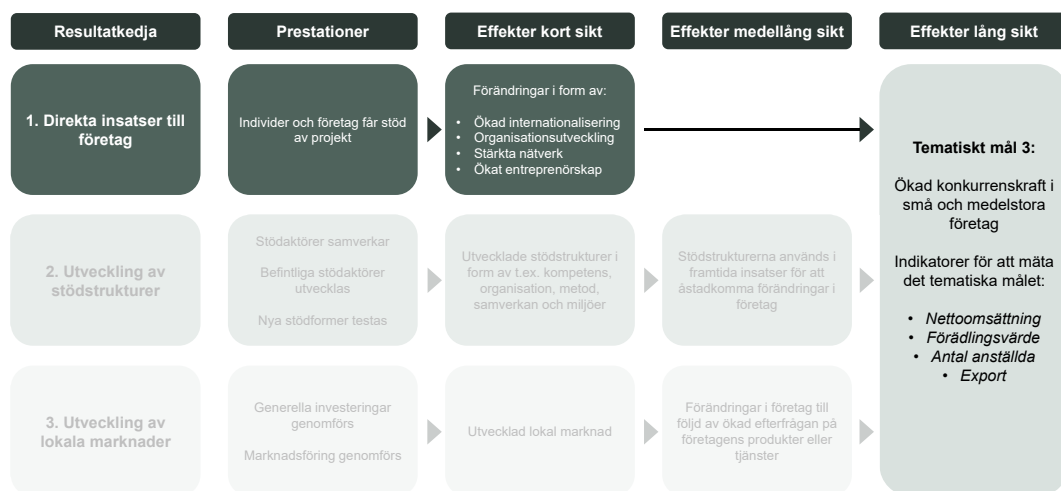 Resultatkedja
Prestationer
Effekter kort sikt
Effekter medellång sikt
Effekter lång sikt
1. Direkta insatser till
företag
Individer och företag får stöd
av projekt
Förändringar i form av:
• Ökad internationalisering
• Organisationsutveckling
• Stärkta nätverk
• Ökat entreprenörskap
2. Utveckling av
stödstrukturer
Stödaktörer samverkar
Befintliga stödaktörer
utvecklas
Nya stödformer testas
Utvecklade stödstrukturer i
form av t.ex. kompetens,
organisation, metod,
samverkan och miljöer
Stödstrukturerna används i
framtida insatser för att
åstadkomma förändringar i
företag
3. Utveckling av
lokala marknader
Generella investeringar
genomförs
Marknadsföring genomförs
Utvecklad lokal marknad
Förändringar i företag till
följd av ökad efterfrågan på
företagens produkter eller
tjänster
Tematiskt mål 3:
Ökad konkurrenskraft i
små och medelstora
företag
Indikatorer för att mäta
det tematiska målet:
• Nettoomsättning
• Förädlingsvärde
• Antal anställda
• Export